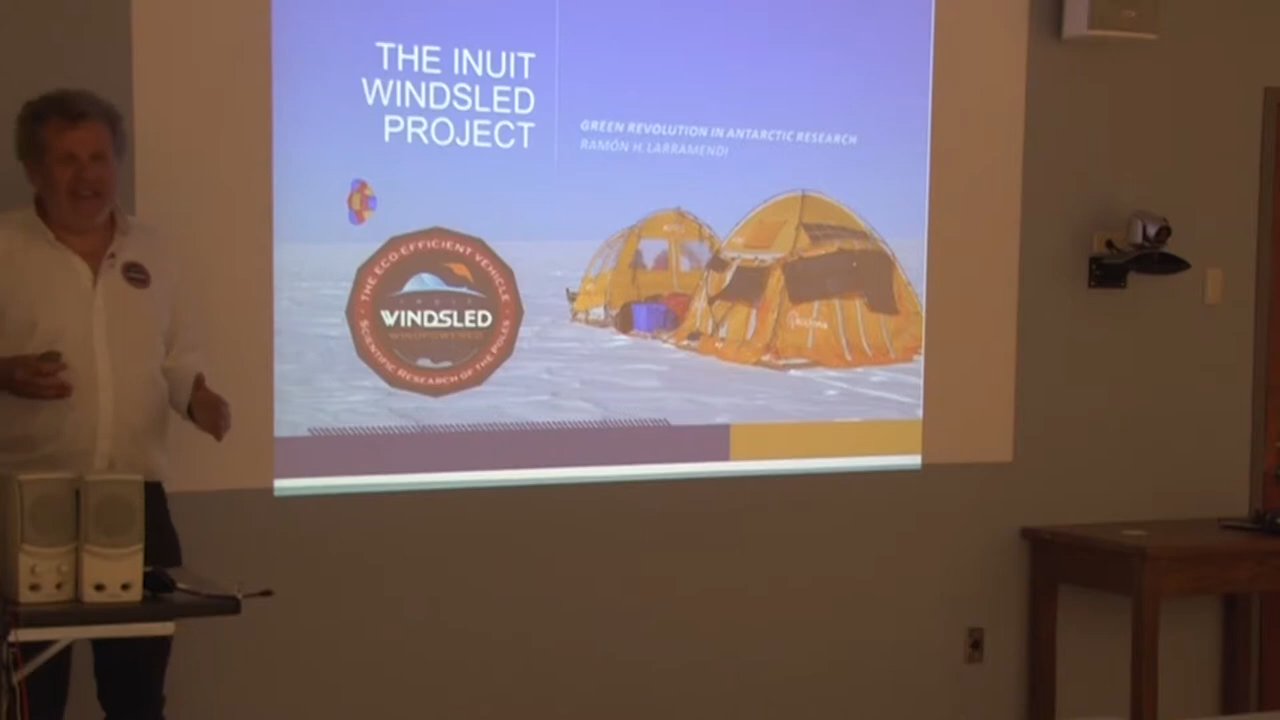 THE INUIT
WINDSLED
PROJECT
GREEN REVOLUTION IN ANTARCTIC RESEARCH
RAMÓN H. LARRAMENDI
THE ECO EFFICIENT VEHICLE
WINDSLED
SCIENTIFIC RESEARCH OF THE POLES